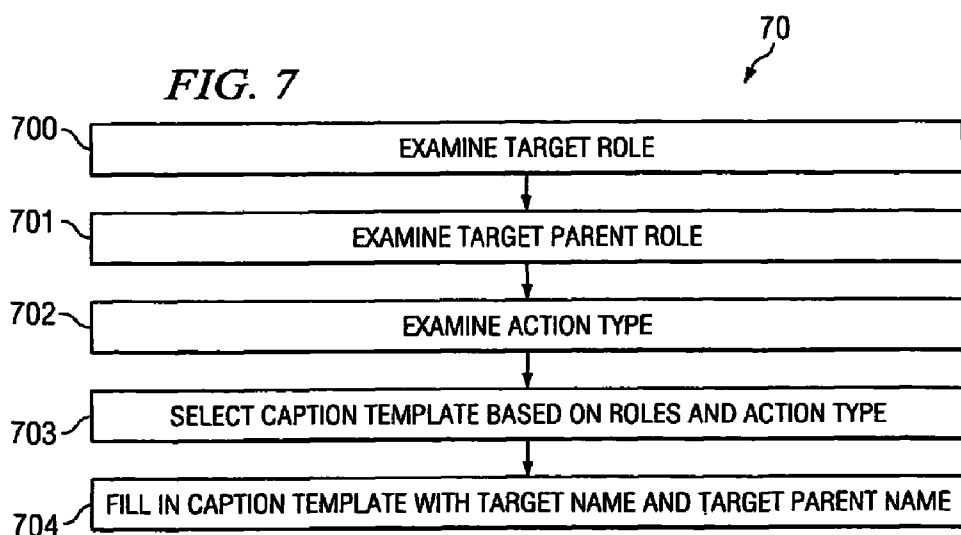 70
FIG. 7
700
EXAMINE TARGET ROLE
701
EXAMINE TARGET PARENT ROLE
702
EXAMINE ACTION TYPE
703
SELECT CAPTION TEMPLATE BASED ON ROLES AND ACTION TYPE
704
FILL IN CAPTION TEMPLATE WITH TARGET NAME AND TARGET PARENT NAME